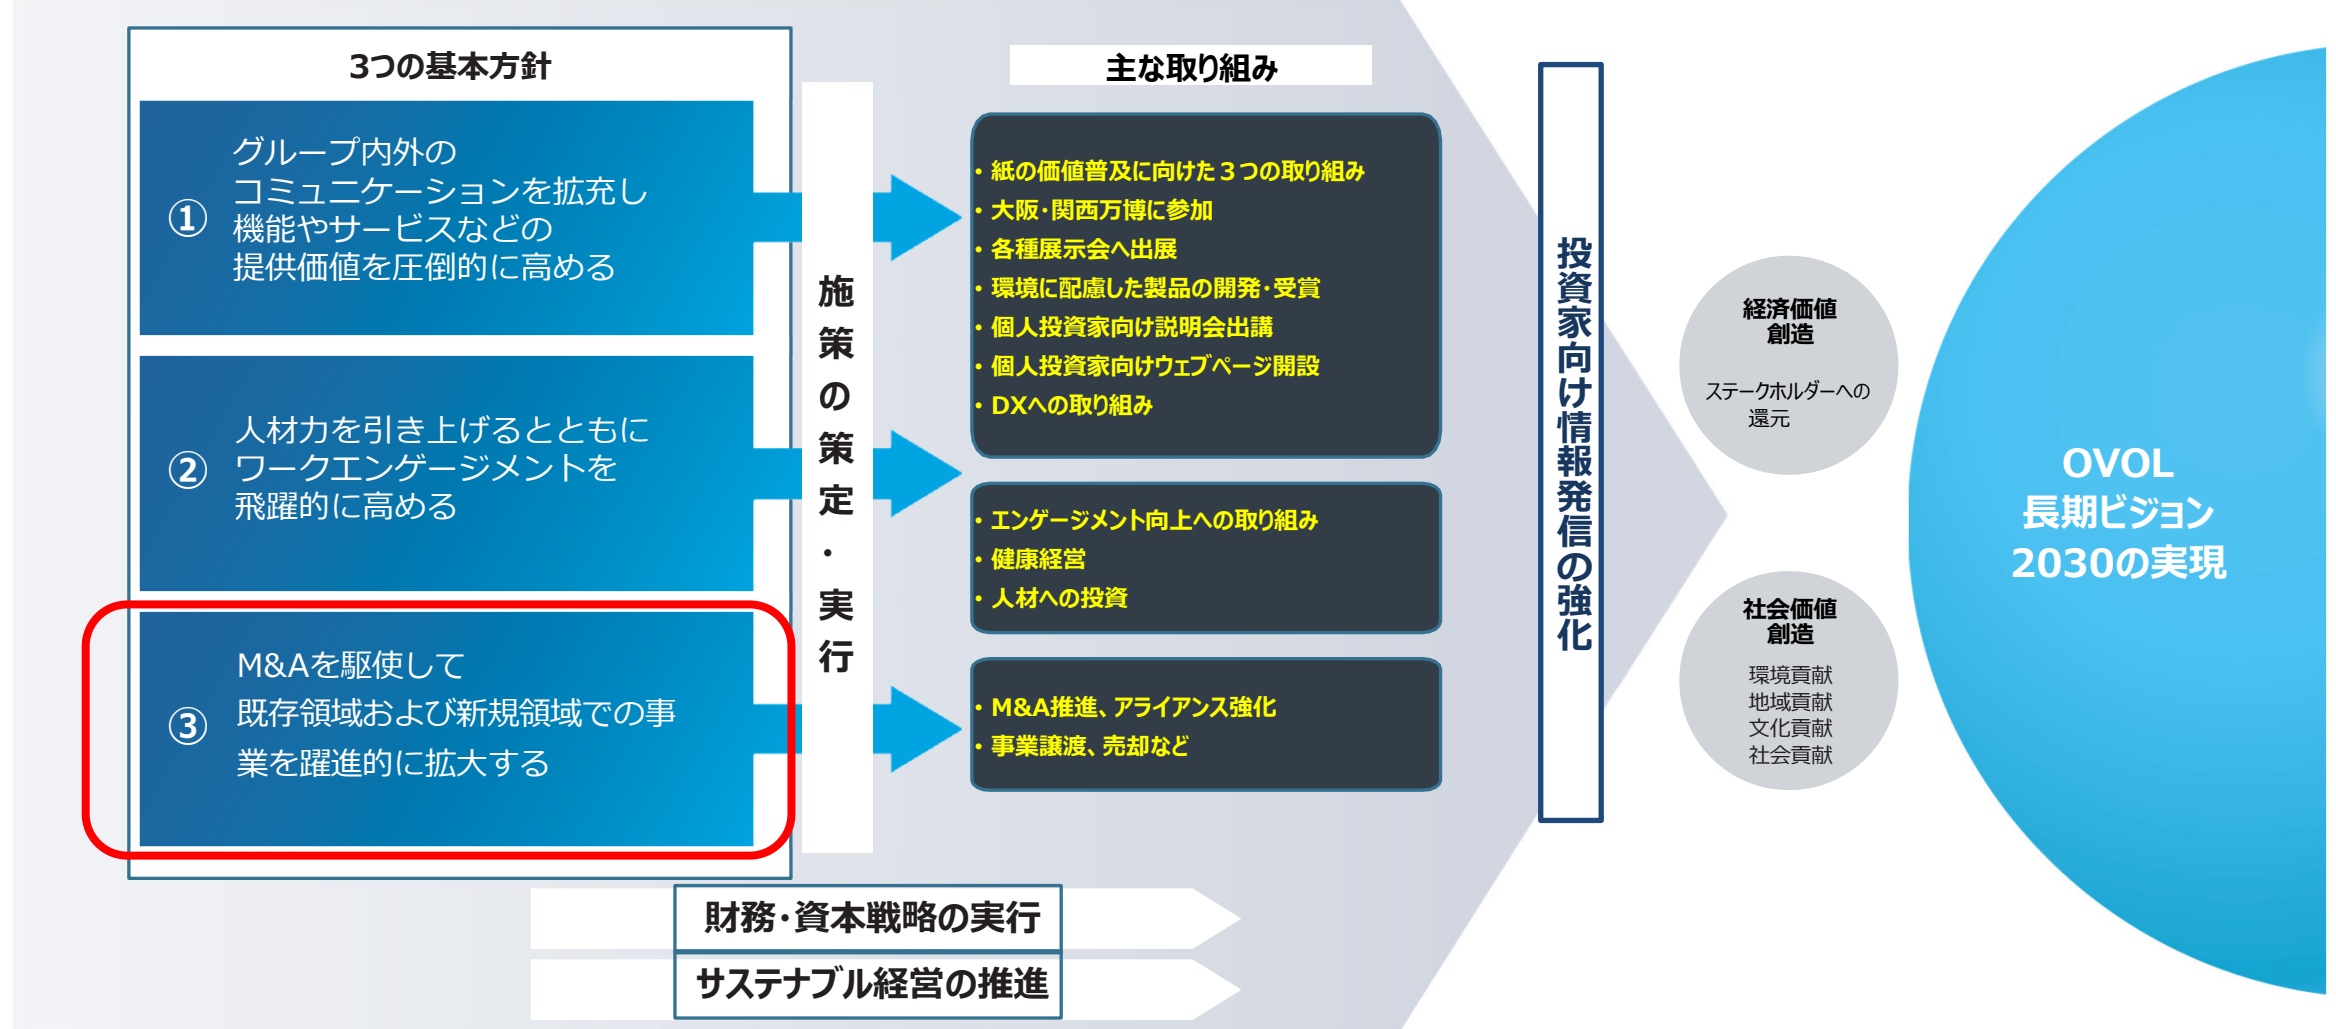 3つの基本方針
①
グループ内外の
コミュニケーションを拡充し
機能やサービスなどの
提供価値を圧倒的に高める
②
人材力を引き上げるとともに
ワークエンゲージメントを
飛躍的に高める
③
M&Aを駆使して
既存領域および新規領域での事
業を躍進的に拡大する
施策の策定・実行
主な取り組み
・紙の価値普及に向けた３つの取り組み
・大阪・関西万博に参加
・各種展示会へ出展
・環境に配慮した製品の開発・受賞
・個人投資家向け説明会出講
・個人投資家向けウェブページ開設
・DXへの取り組み
・エンゲージメント向上への取り組み
・健康経営
・人材への投資
・M&A推進、アライアンス強化
・事業譲渡、売却など
財務・資本戦略の実行
サステナブル経営の推進
投資家向け情報発信の強化
経済価値
創造
ステークホルダーへの
還元
社会価値
創造
環境貢献
地域貢献
文化貢献
社会貢献
OVOL
長期ビジョン
2030の実現